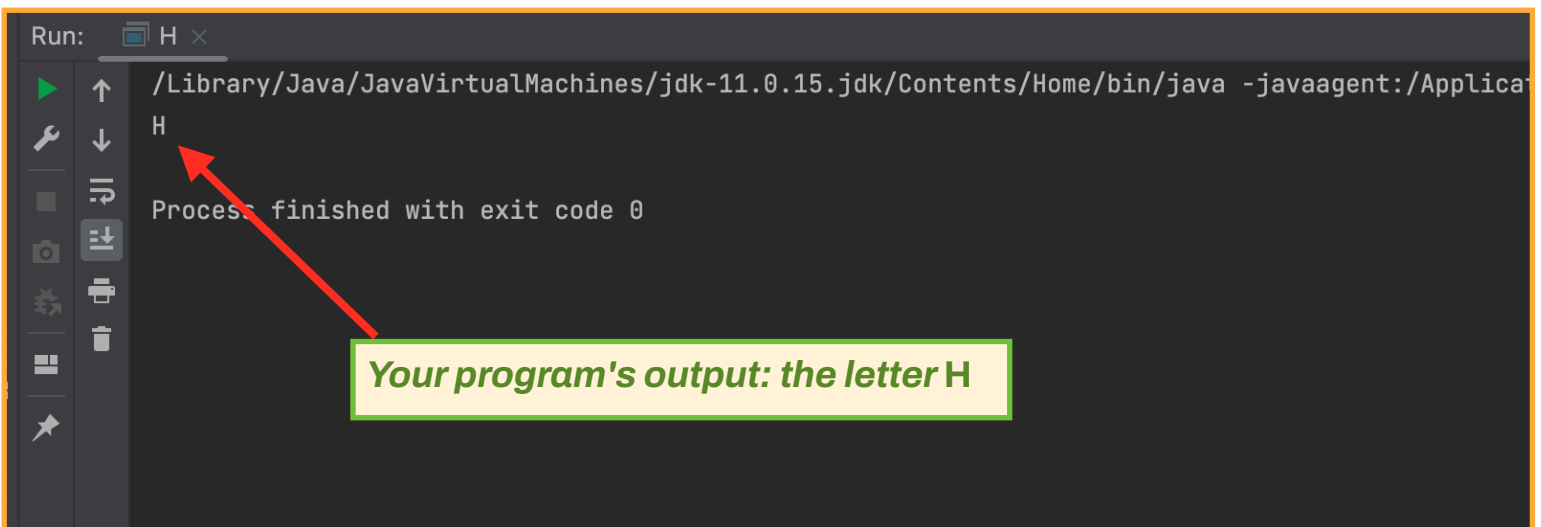 Run: H
/Library/Java/JavaVirtualMachines/jdk-11.0.15.jdk/Contents/Home/bin/java -javaagent:/Applicat
H
Process finished with exit code 0
Your program's output: the letter H